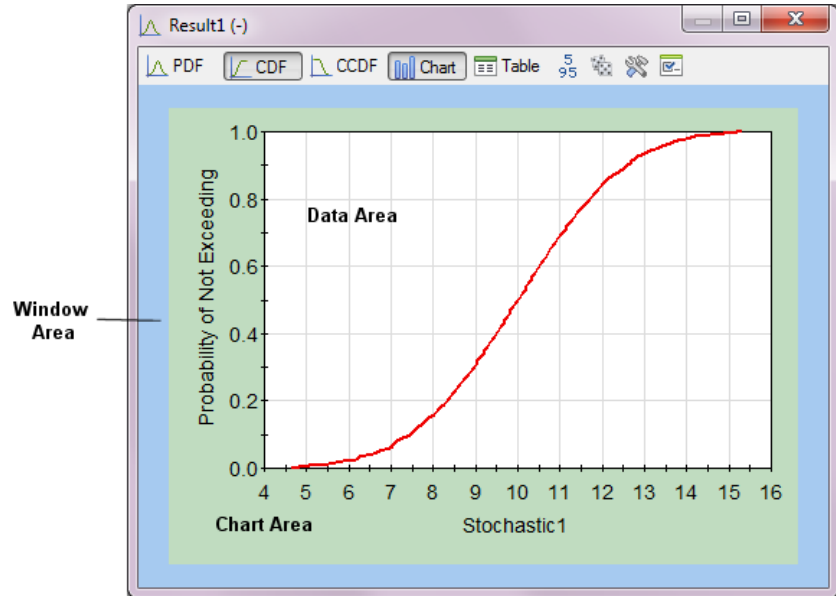 Result1 (-)
PDF CDF CCDF Chart Table 5 95
Probability of Not Exceeding
1.0
0.8
0.6
0.4
0.2
0.0
Data Area
Window
Area
4 5 6 7 8 9 10 11 12 13 14 15 16
Chart Area
Stochastic1